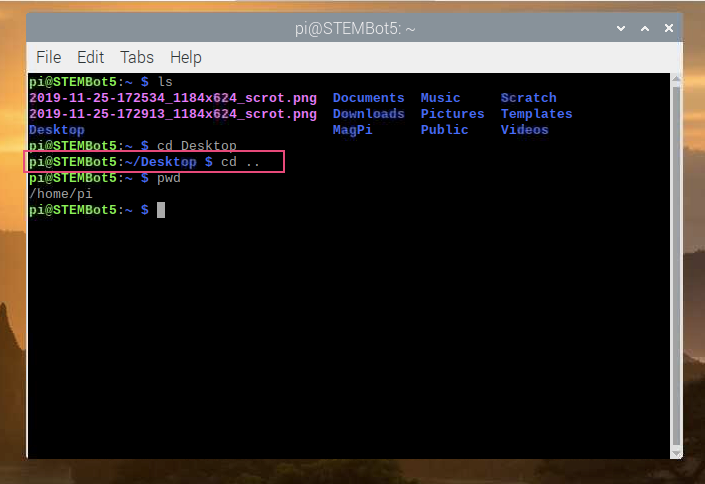 pi@STEMBot5: ~
File Edit Tabs Help
pi@STEMBot5:~ $ ls
2019-11-25-172534_1184x624_scrot.png  Documents  Music     Scratch
2019-11-25-172913_1184x624_scrot.png  Downloads  Pictures  Templates
Desktop                               MagPi      Public    Videos
pi@STEMBot5:~ $ cd Desktop
pi@STEMBot5:~/Desktop $ cd ..
pi@STEMBot5:~ $ pwd
/home/pi
pi@STEMBot5:~ $